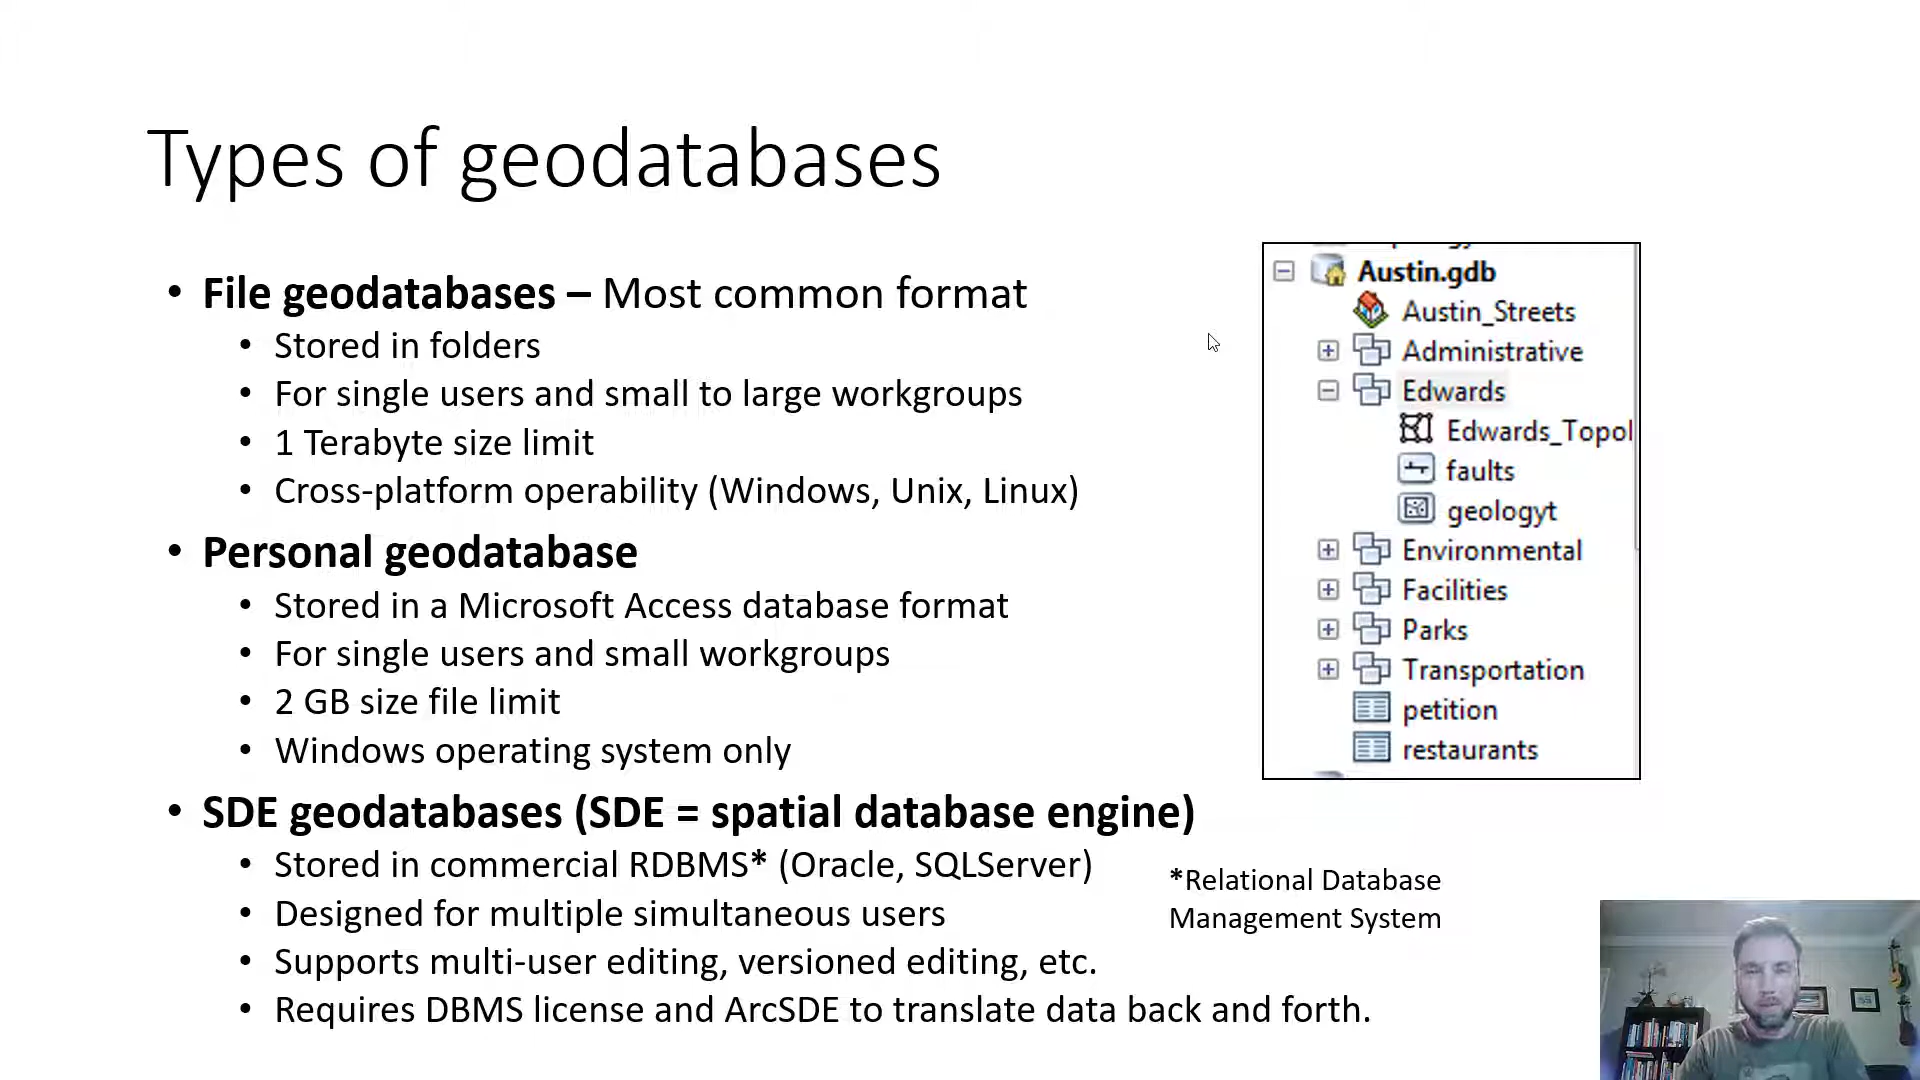 Types of geodatabases
• File geodatabases – Most common format
• Stored in folders
• For single users and small to large workgroups
• 1 Terabyte size limit
• Cross-platform operability (Windows, Unix, Linux)
• Personal geodatabase
• Stored in a Microsoft Access database format
• For single users and small workgroups
• 2 GB size file limit
• Windows operating system only
• SDE geodatabases (SDE = spatial database engine)
• Stored in commercial RDBMS* (Oracle, SQLServer)
• Designed for multiple simultaneous users
• Supports multi-user editing, versioned editing, etc.
• Requires DBMS license and ArcSDE to translate data back and forth.
*Relational Database
Management System
Austin.gdb
Austin_Streets
Administrative
Edwards
Edwards_Topol
faults
geologyt
Environmental
Facilities
Parks
Transportation
petition
restaurants